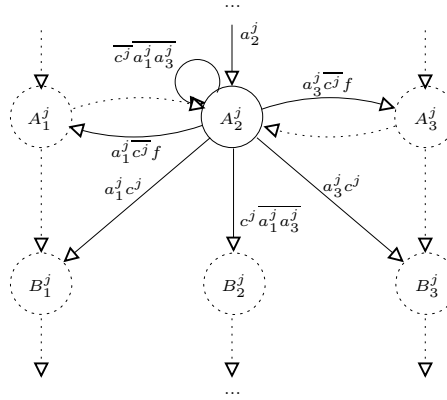 ...
$a_2^j$
$\overline{c^j}\,\overline{a_1^j a_3^j}$
$a_3^j \overline{c^j} f$
$A_1^j$ $A_2^j$ $A_3^j$
$a_1^j \overline{c^j} f$
$a_1^j c^j$ $a_3^j c^j$
$c^j \overline{a_1^j a_3^j}$
$B_1^j$ $B_2^j$ $B_3^j$
...